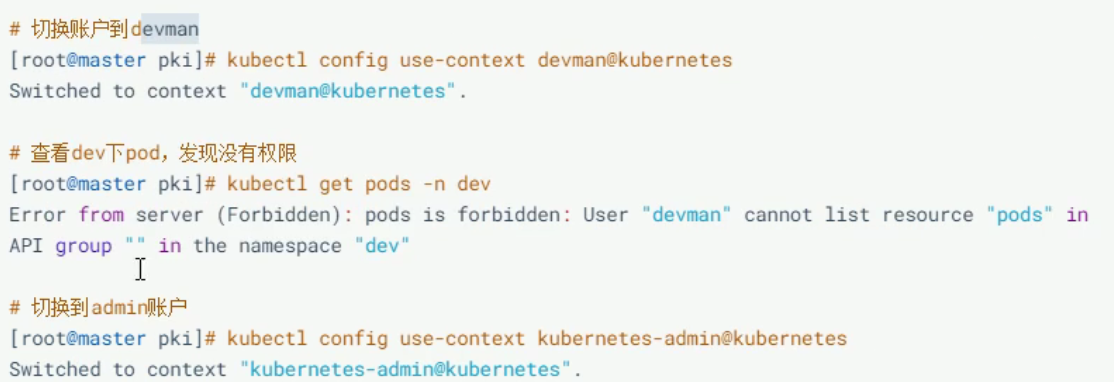 # 切换账户到devman
[root@master pki]# kubectl config use-context devman@kubernetes
Switched to context "devman@kubernetes".
# 查看dev下pod，发现没有权限
[root@master pki]# kubectl get pods -n dev
Error from server (Forbidden): pods is forbidden: User "devman" cannot list resource "pods" in
API group "" in the namespace "dev"
# 切换到admin账户
[root@master pki]# kubectl config use-context kubernetes-admin@kubernetes
Switched to context "kubernetes-admin@kubernetes".